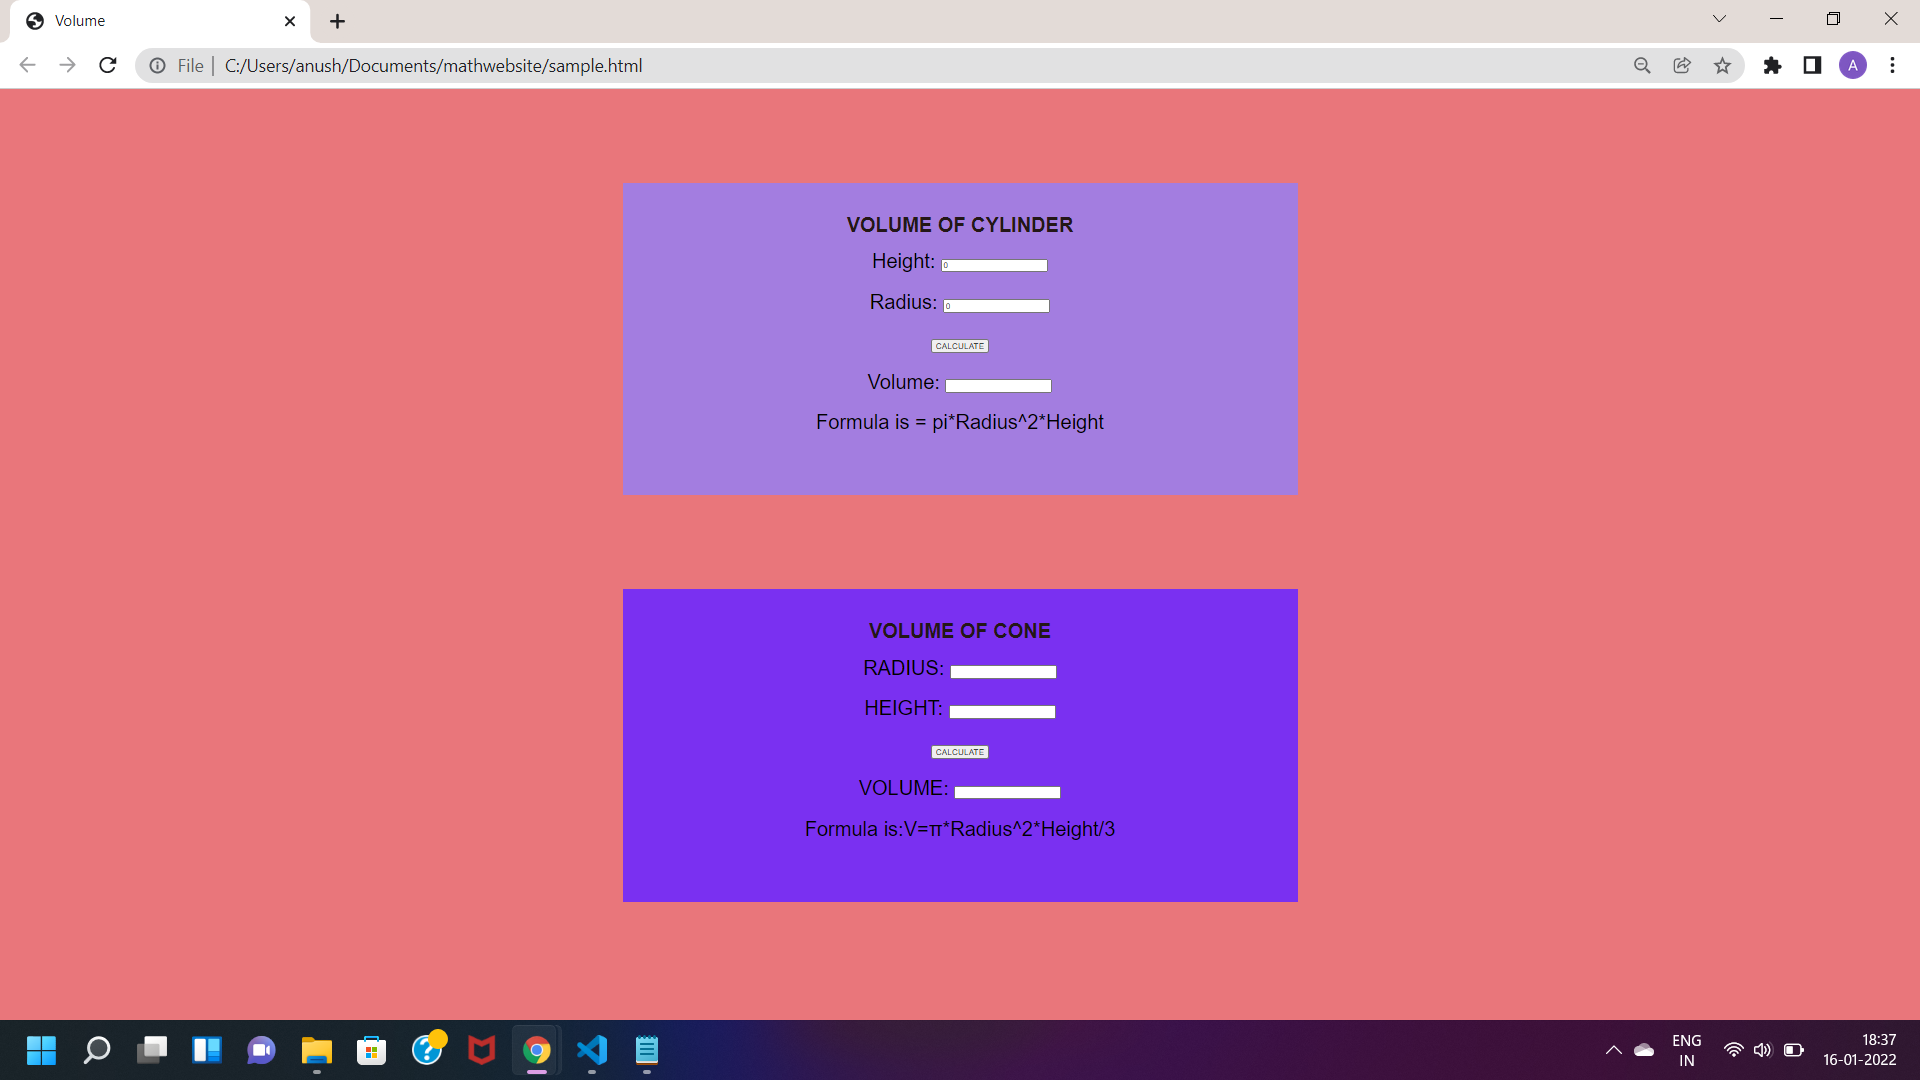 Volume
File | C:/Users/anush/Documents/mathwebsite/sample.html
A
VOLUME OF CYLINDER
Height: 0
Radius: 0
CALCULATE
Volume:
Formula is = pi*Radius^2*Height
VOLUME OF CONE
RADIUS:
HEIGHT:
CALCULATE
VOLUME:
Formula is:V=π*Radius^2*Height/3
ENG
IN
18:37
16-01-2022